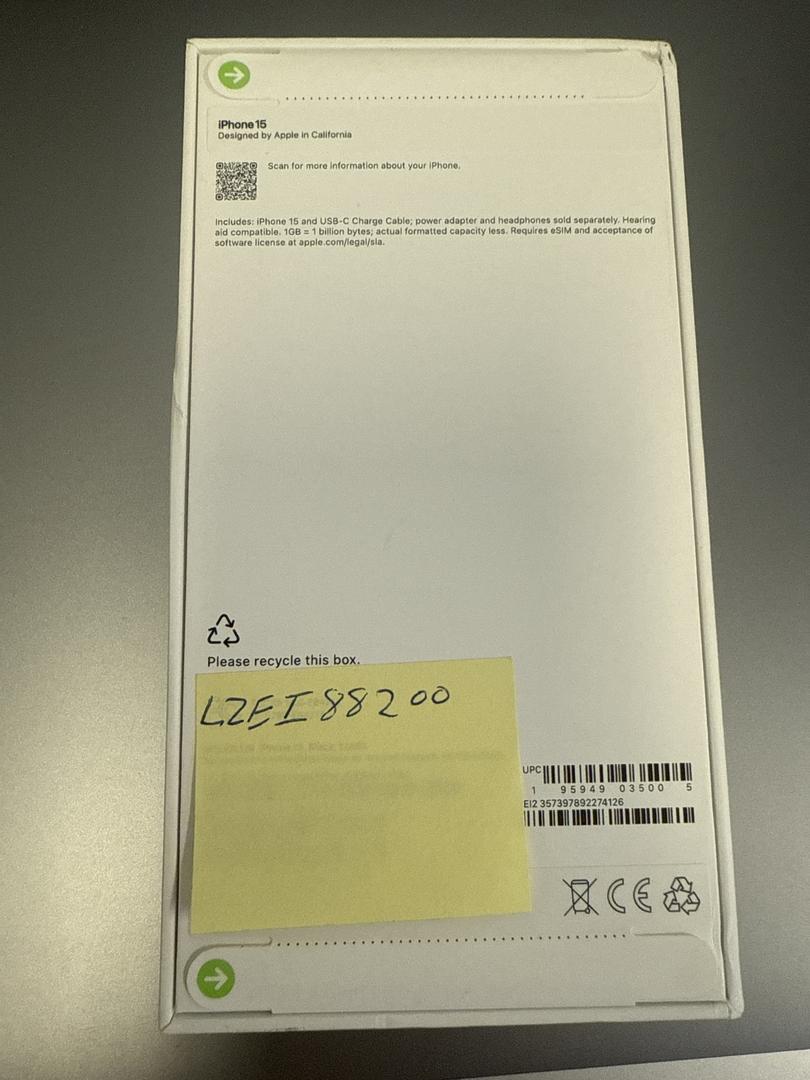 iPhone 15
Designed by Apple in California
Scan for more information about your iPhone.
Includes: iPhone 15 and USB-C Charge Cable; power adapter and headphones sold separately. Hearing
aid compatible. 1GB = 1 billion bytes; actual formatted capacity less. Requires eSIM and acceptance of
software license at apple.com/legal/sla.
Please recycle this box.
LZEI88200
UPC
1 95949 03500 5
EI2 357397892274126
CE